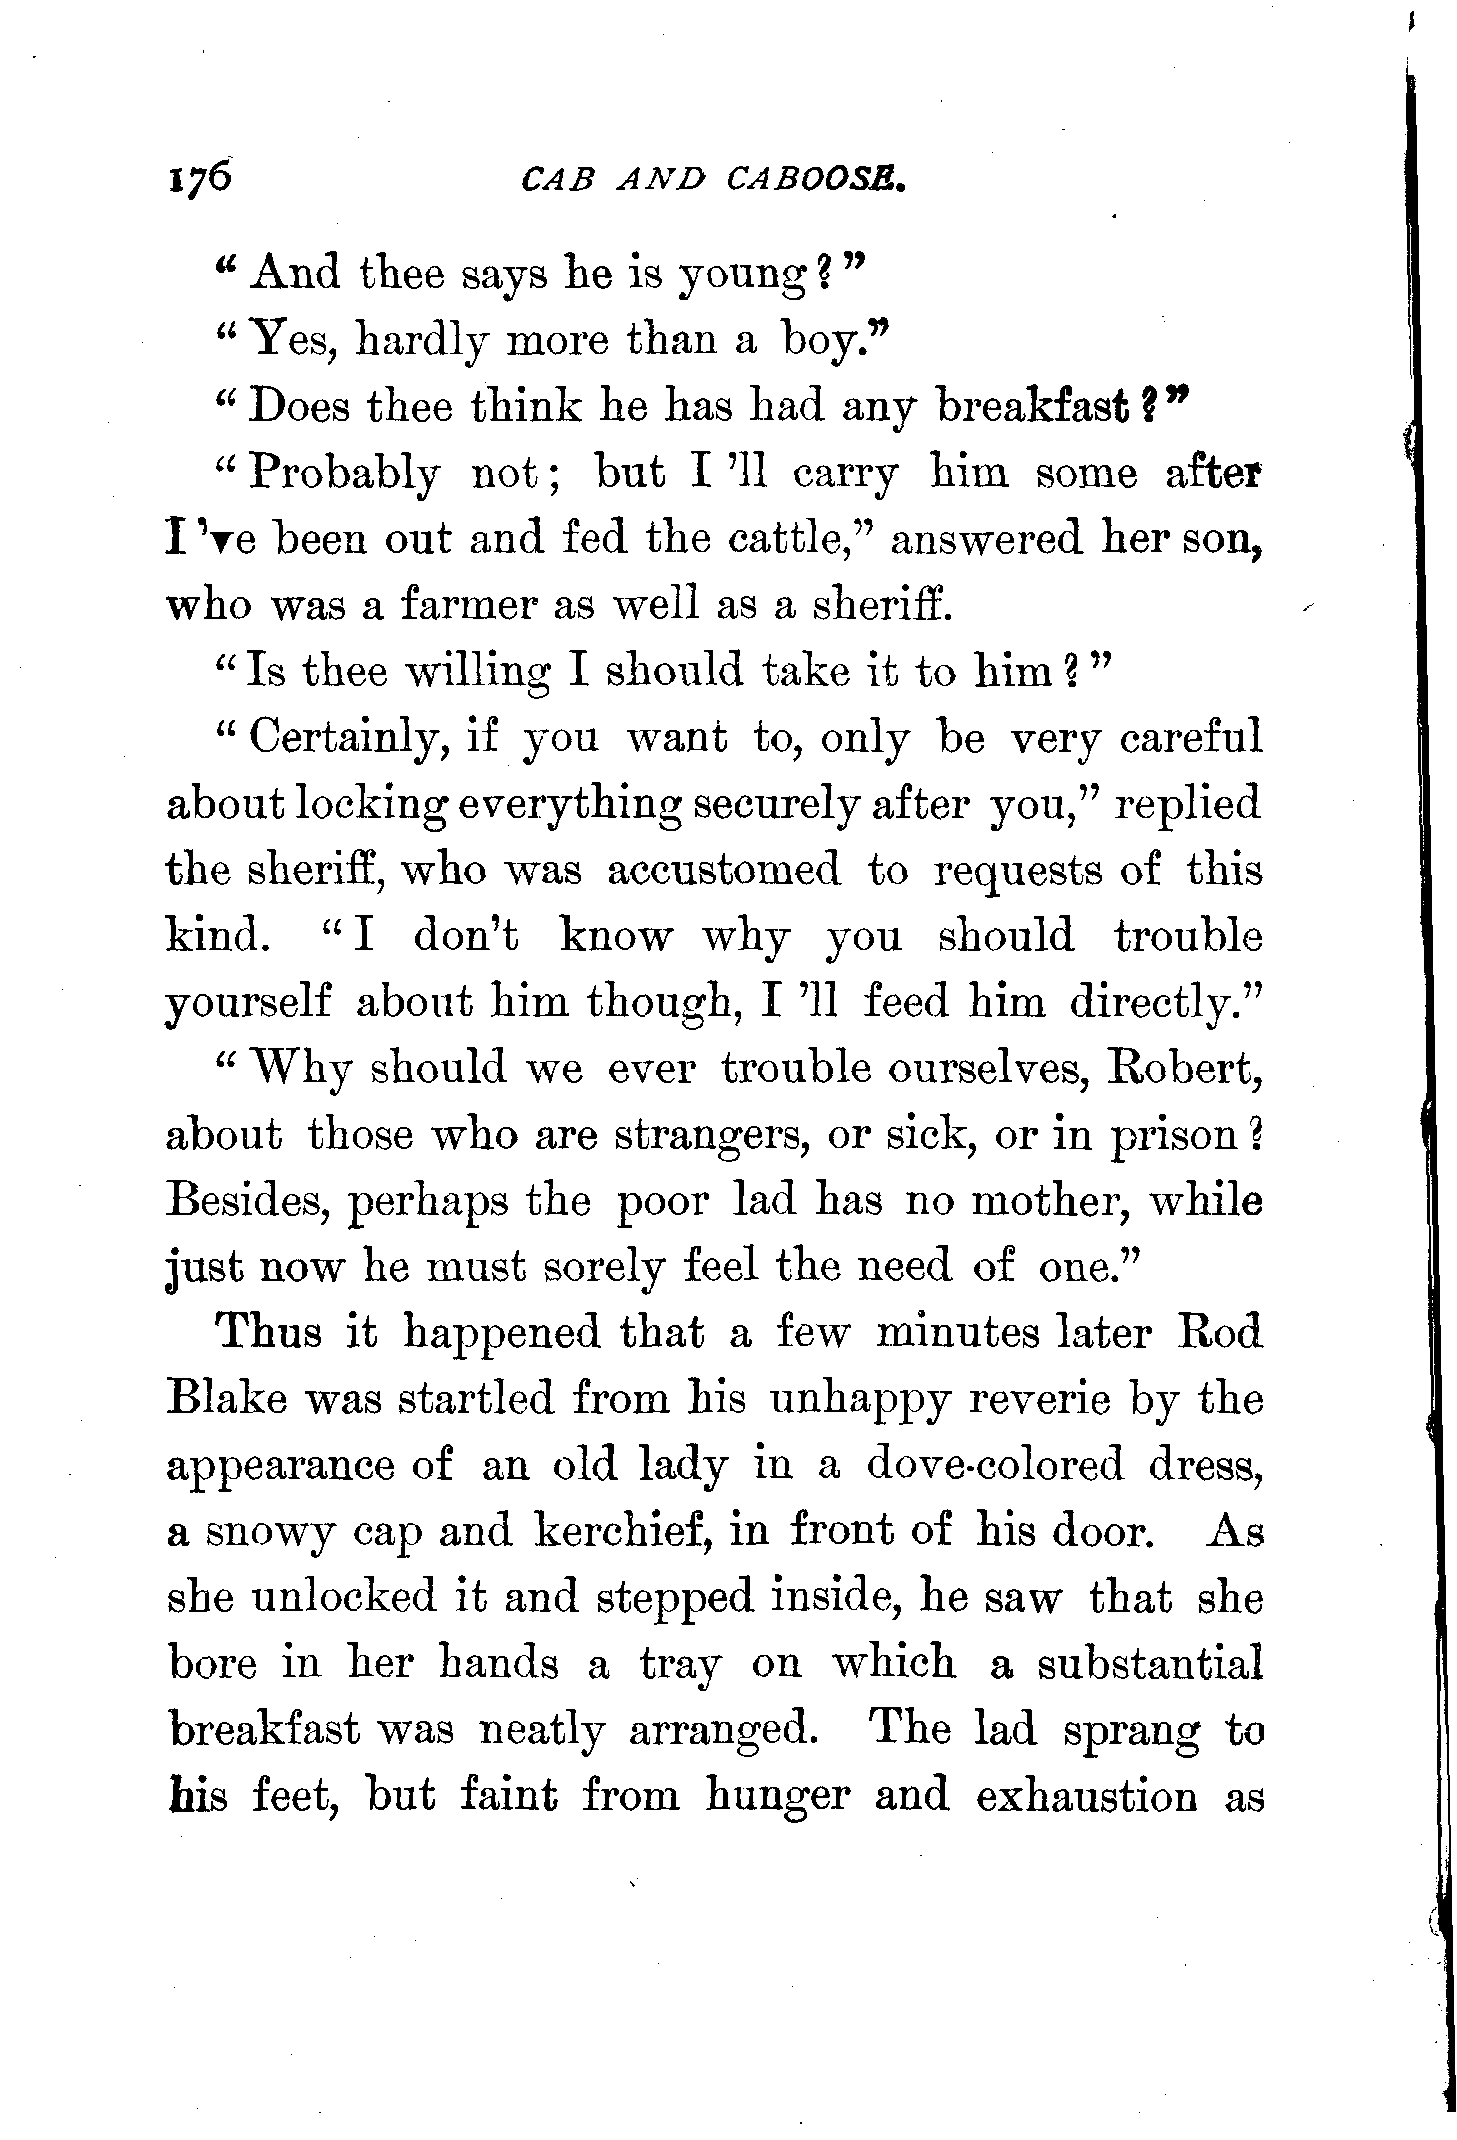 176 CAB AND CABOOSE.
“ And thee says he is young ? ”
“ Yes, hardly more than a boy.”
“ Does thee think he has had any breakfast ? ”
“ Probably not ; but I ’ll carry him some after
I ’ve been out and fed the cattle,” answered her son,
who was a farmer as well as a sheriff.
“ Is thee willing I should take it to him ? ”
“ Certainly, if you want to, only be very careful
about locking everything securely after you,” replied
the sheriff, who was accustomed to requests of this
kind. “ I don’t know why you should trouble
yourself about him though, I ’ll feed him directly.”
“ Why should we ever trouble ourselves, Robert,
about those who are strangers, or sick, or in prison ?
Besides, perhaps the poor lad has no mother, while
just now he must sorely feel the need of one.”
Thus it happened that a few minutes later Rod
Blake was startled from his unhappy reverie by the
appearance of an old lady in a dove-colored dress,
a snowy cap and kerchief, in front of his door. As
she unlocked it and stepped inside, he saw that she
bore in her hands a tray on which a substantial
breakfast was neatly arranged. The lad sprang to
his feet, but faint from hunger and exhaustion as